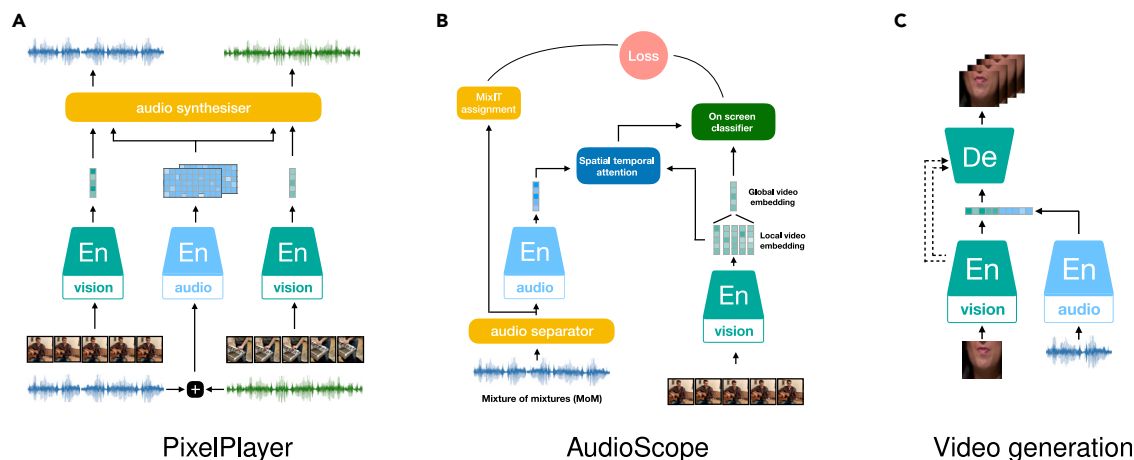 A
audio synthesiser
En
vision
En
audio
En
vision
+
PixelPlayer
B
Loss
MixIT
assignment
On screen
classifier
Spatial temporal
attention
Global video
embedding
Local video
embedding
En
audio
En
vision
audio separator
Mixture of mixtures (MoM)
AudioScope
C
De
En
vision
En
audio
Video generation